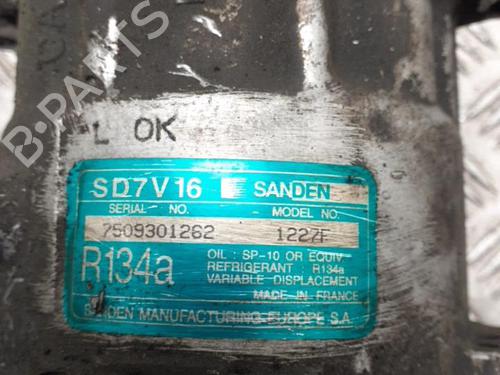 CA
L OK
SD7V16 SANDEN
SERIAL NO. MODEL NO.
7509301262 1227F
R134a
OIL : SP-10 OR EQUIV
REFRIGERANT : R134a
VARIABLE DISPLACEMENT
MADE IN FRANCE
SANDEN MANUFACTURING EUROPE S.A.
B-PARTS